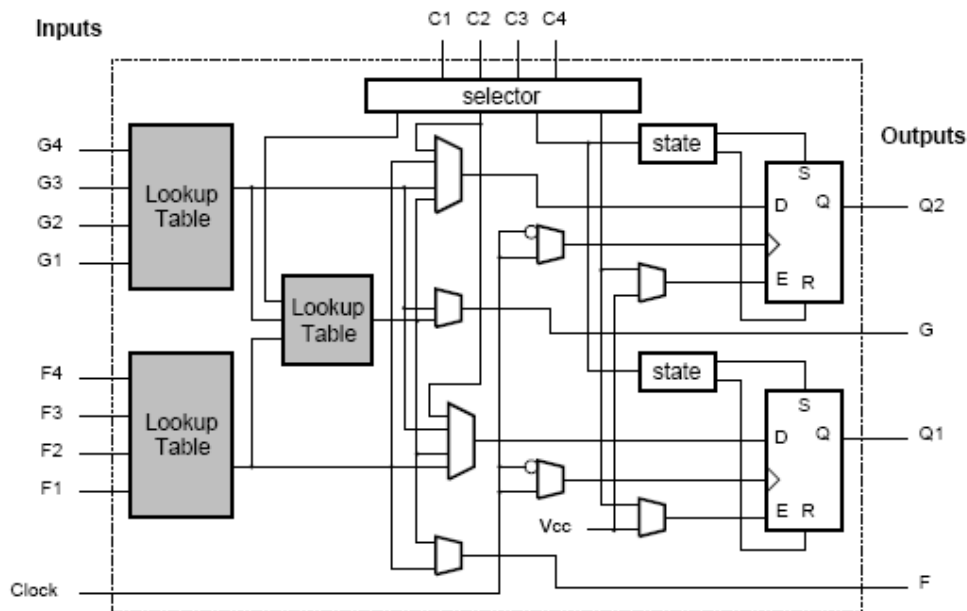 Inputs
C1 C2 C3 C4
selector
G4
G3
G2
G1
Lookup
Table
state
Outputs
S
D Q
E R
Q2
Lookup
Table
G
F4
F3
F2
F1
Lookup
Table
state
S
D Q
E R
Q1
Vcc
Clock
F